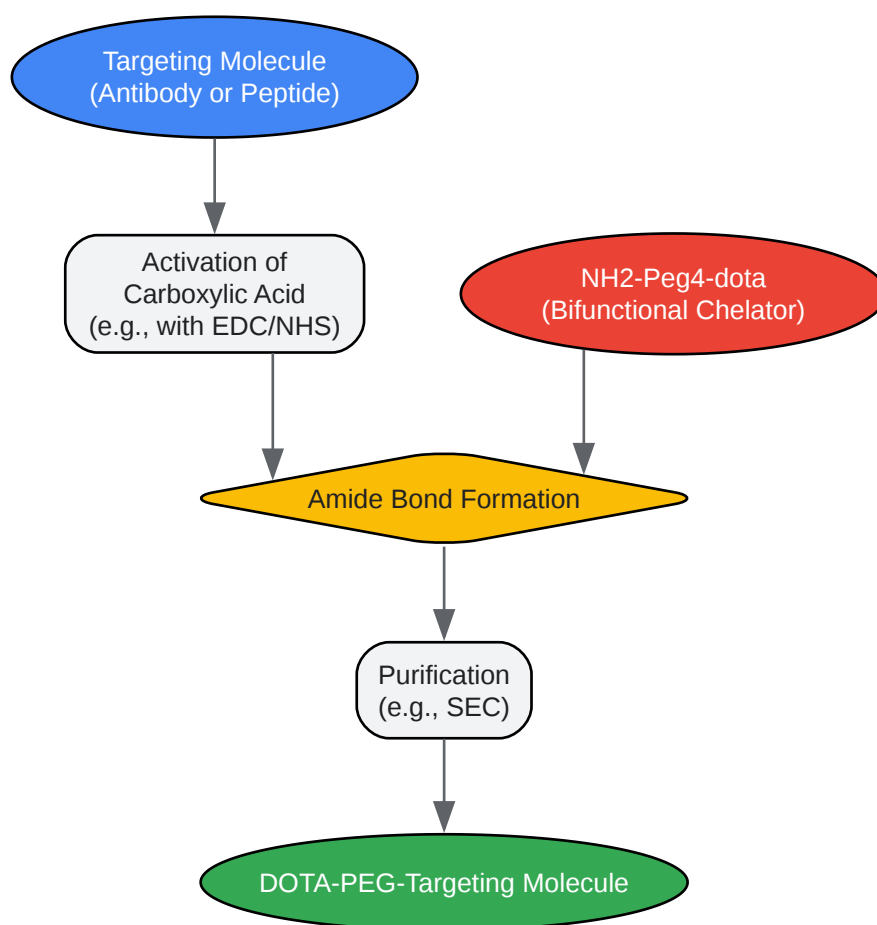 Targeting Molecule
(Antibody or Peptide)
Activation of
Carboxylic Acid
(e.g., with EDC/NHS)
NH2-Peg4-dota
(Bifunctional Chelator)
Amide Bond Formation
Purification
(e.g., SEC)
DOTA-PEG-Targeting Molecule